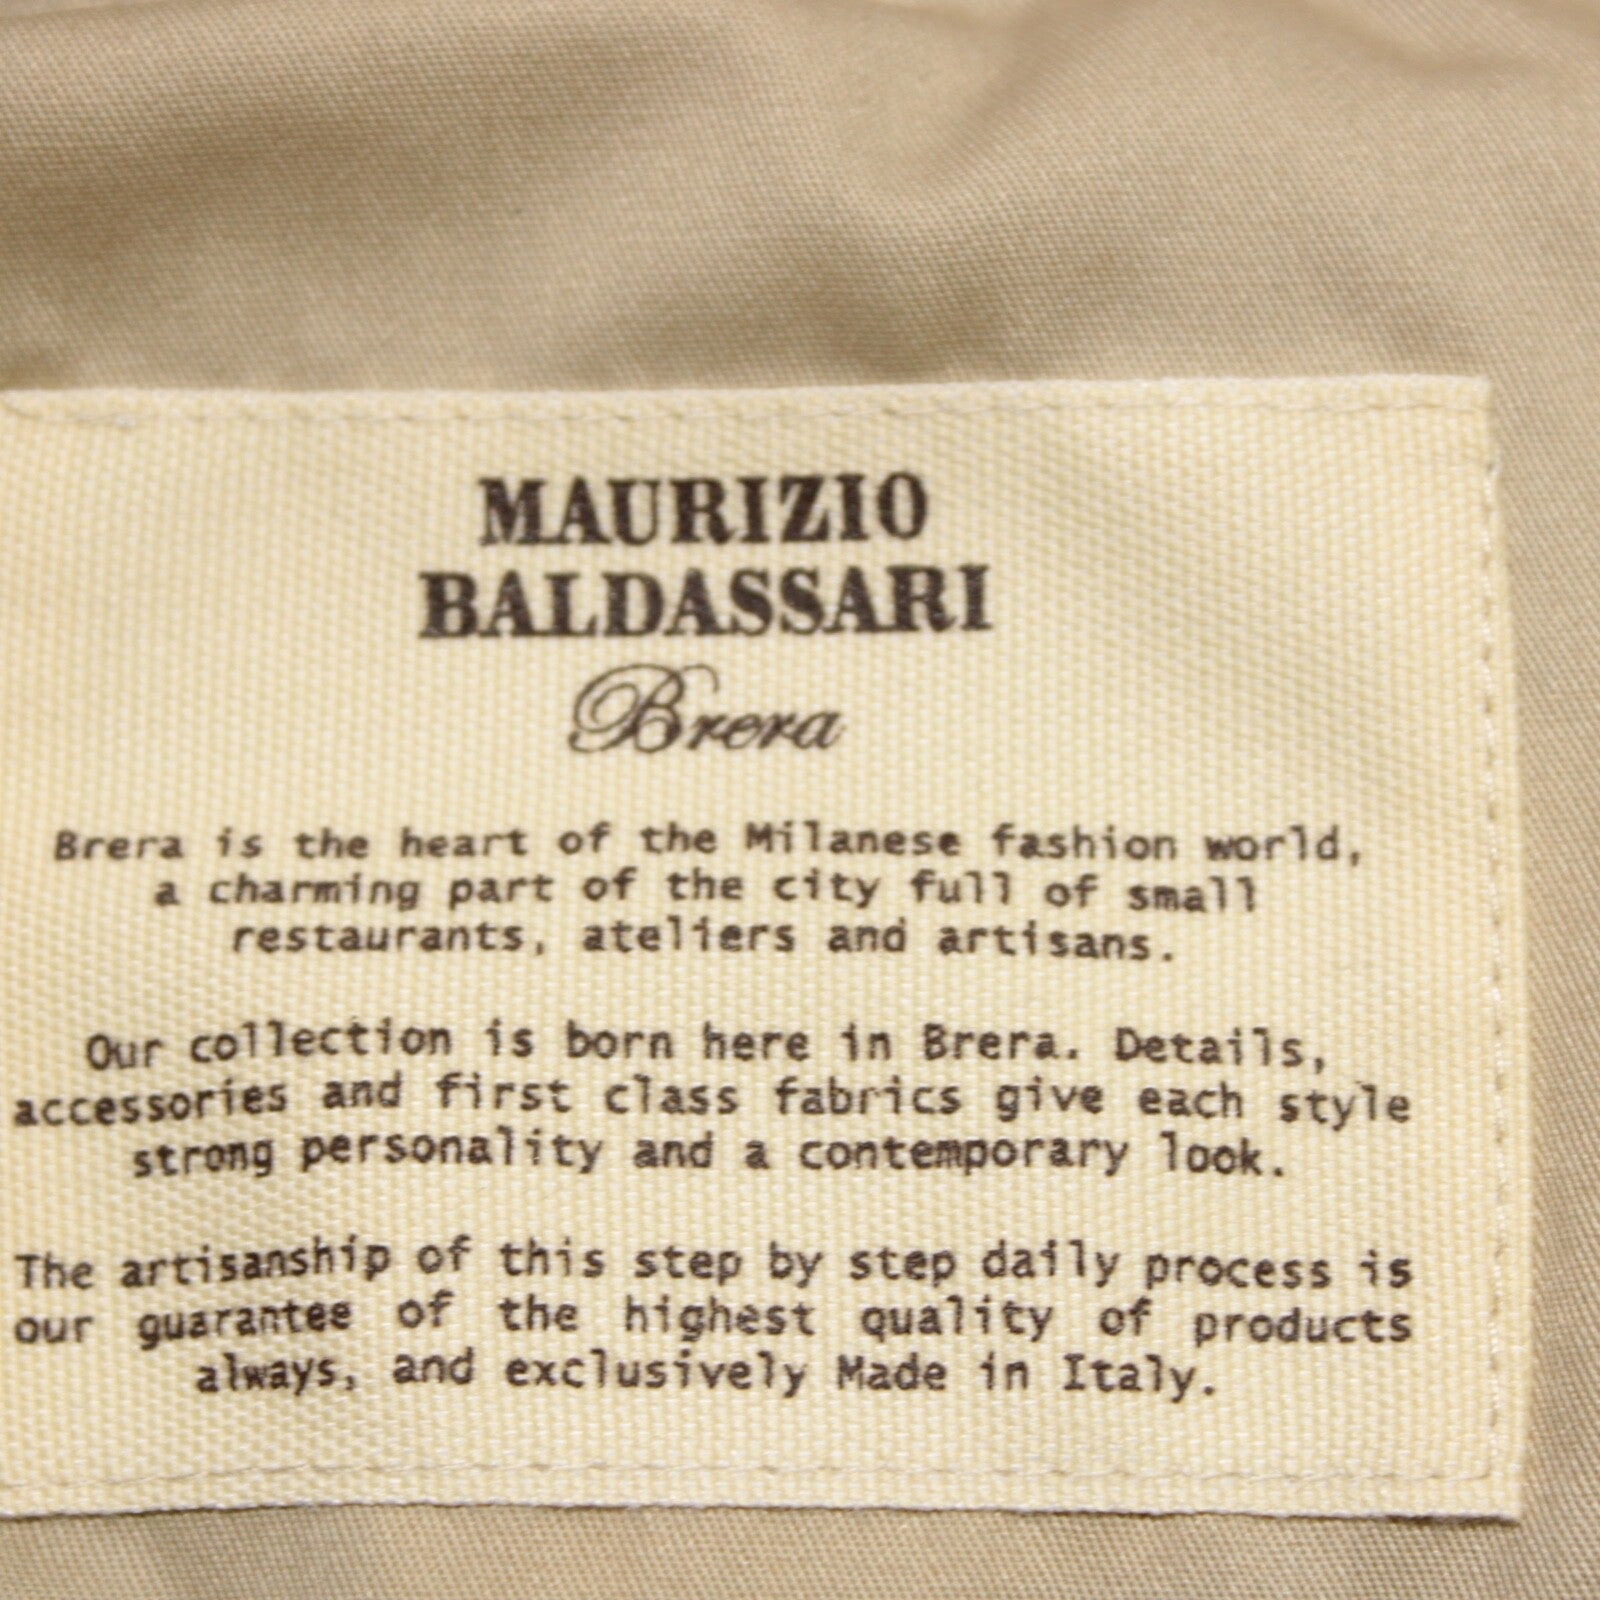 MAURIZIO
BALDASSARI
Brera
Brera is the heart of the Milanese fashion world,
a charming part of the city full of small
restaurants, ateliers and artisans.
Our collection is born here in Brera. Details,
accessories and first class fabrics give each style
strong personality and a contemporary look.
The artisanship of this step by step daily process is
our guarantee of the highest quality of products
always, and exclusively Made in Italy.